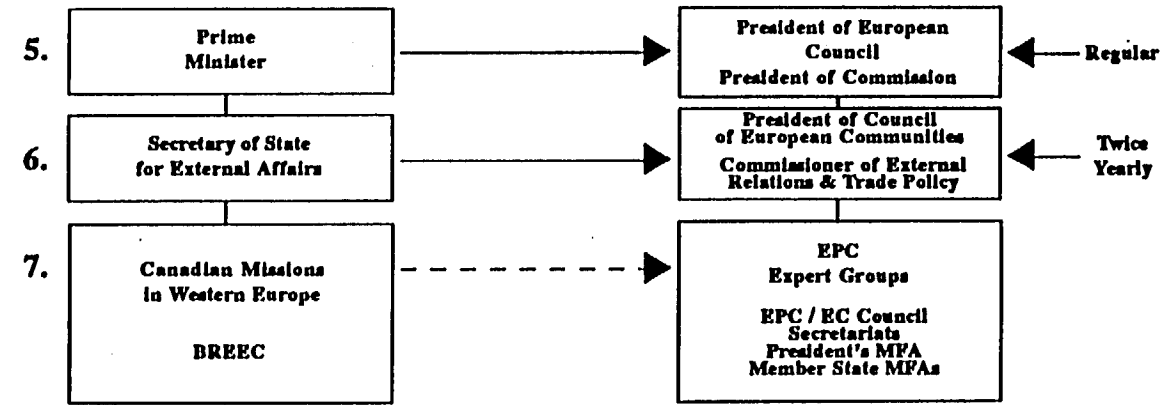 5.
Prime
Minister
President of European
Council
President of Commission
Regular
6.
Secretary of State
for External Affairs
President of Council
of European Communities
Commissioner of External
Relations & Trade Policy
Twice
Yearly
7.
Canadian Missions
in Western Europe
BREEC
EPC
Expert Groups
EPC / EC Council
Secretariats
President's MFA
Member State MFAs